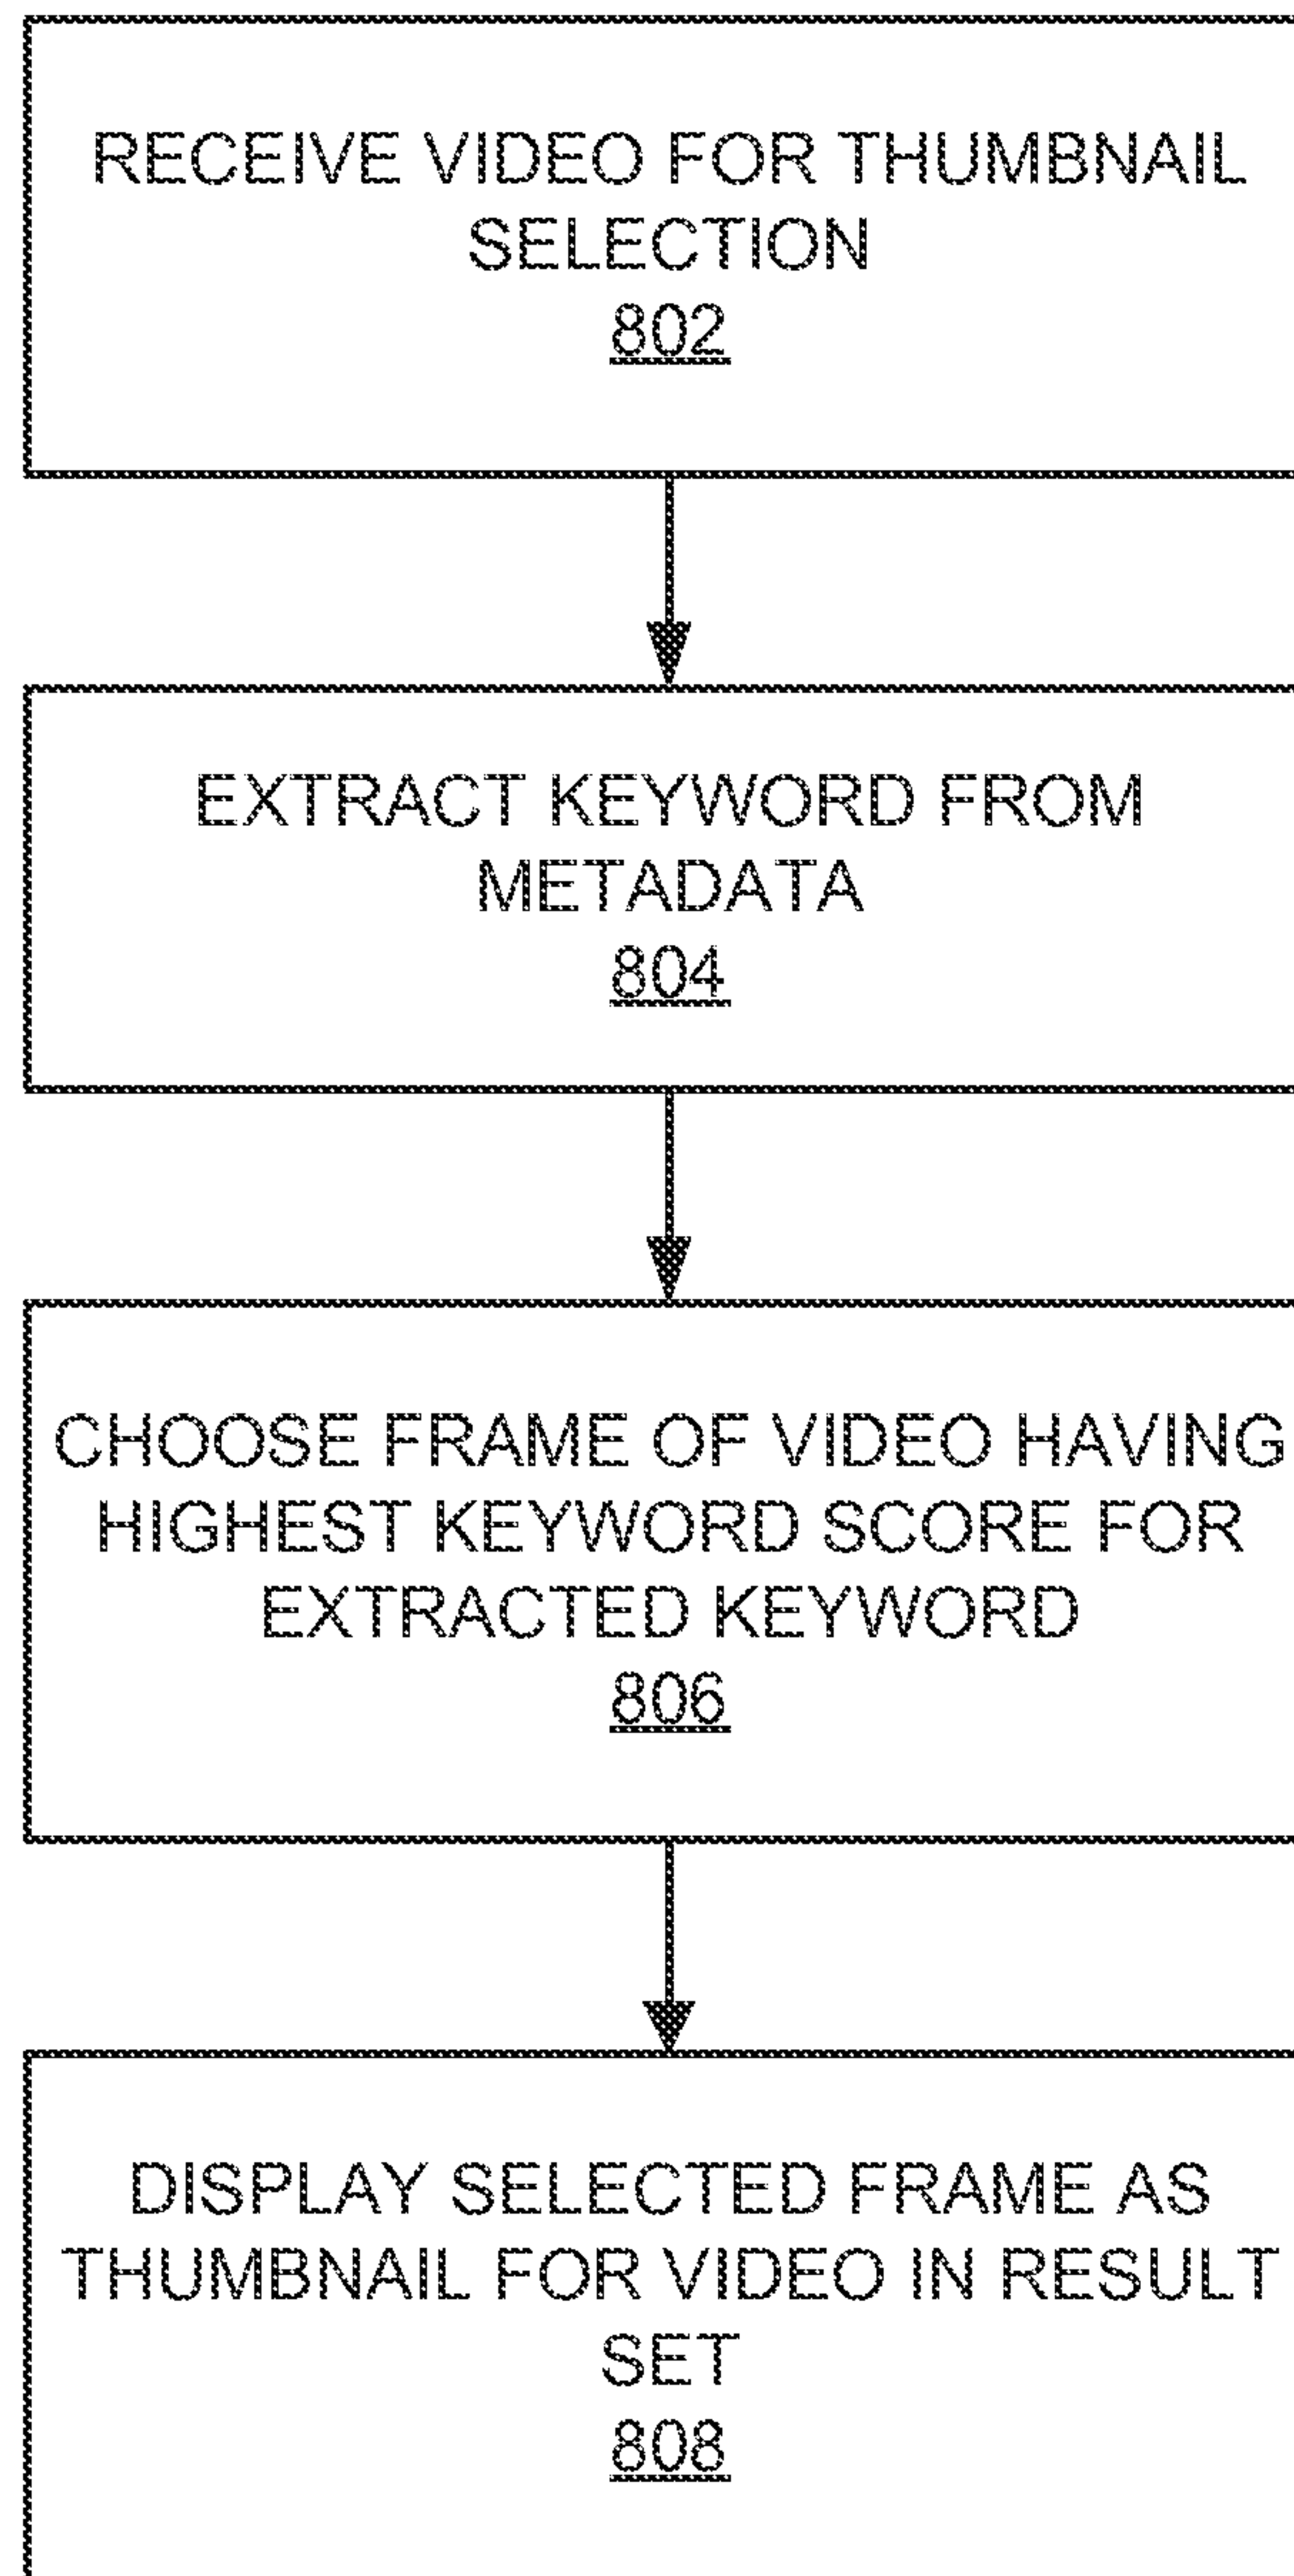 RECEIVE VIDEO FOR THUMBNAIL
SELECTION
802
EXTRACT KEYWORD FROM
METADATA
804
CHOOSE FRAME OF VIDEO HAVING
HIGHEST KEYWORD SCORE FOR
EXTRACTED KEYWORD
806
DISPLAY SELECTED FRAME AS
THUMBNAIL FOR VIDEO IN RESULT
SET
808